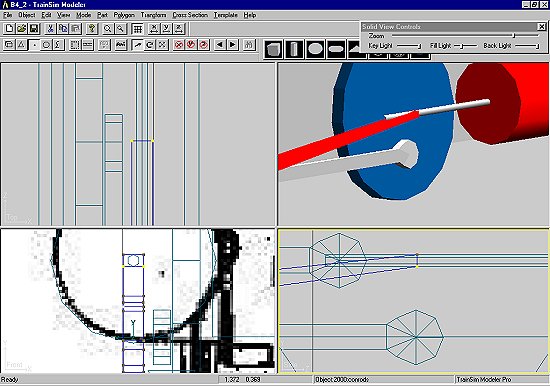 B4_2 - TrainSim Modeler
File Object Edit View Mode Part Polygon Transform Cross Section Template Help
Solid View Controls
Zoom
Key Light Fill Light Back Light
Top
Front
Y
Ready 1.372 0.369 Object:2000:conrods TrainSim Modeler Pro